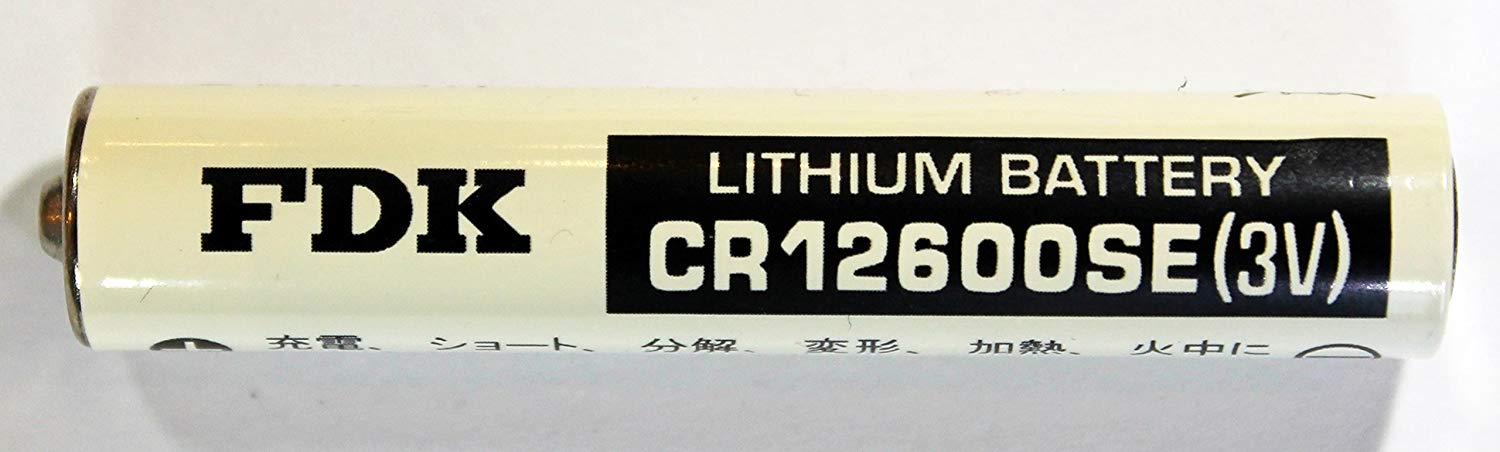 FDK
LITHIUM BATTERY
CR12600SE(3V)
充電、ショート、分解、変形、加熱、火中に